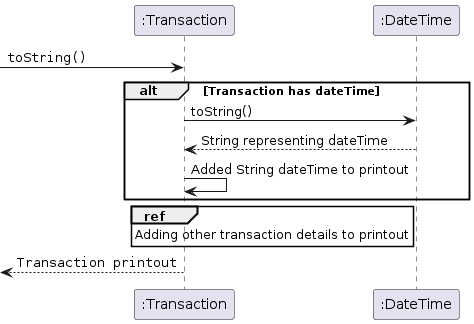 :Transaction :DateTime
toString()
alt [Transaction has dateTime]
toString()
String representing dateTime
Added String dateTime to printout
ref
Adding other transaction details to printout
Transaction printout
:Transaction :DateTime